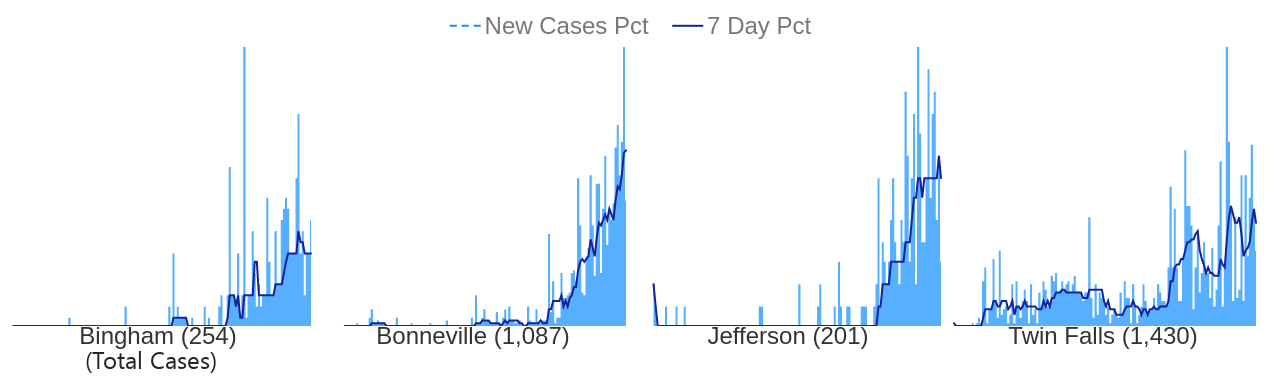 New Cases Pct 7 Day Pct
Bingham (254) Bonneville (1,087) Jefferson (201) Twin Falls (1,430)
(Total Cases)